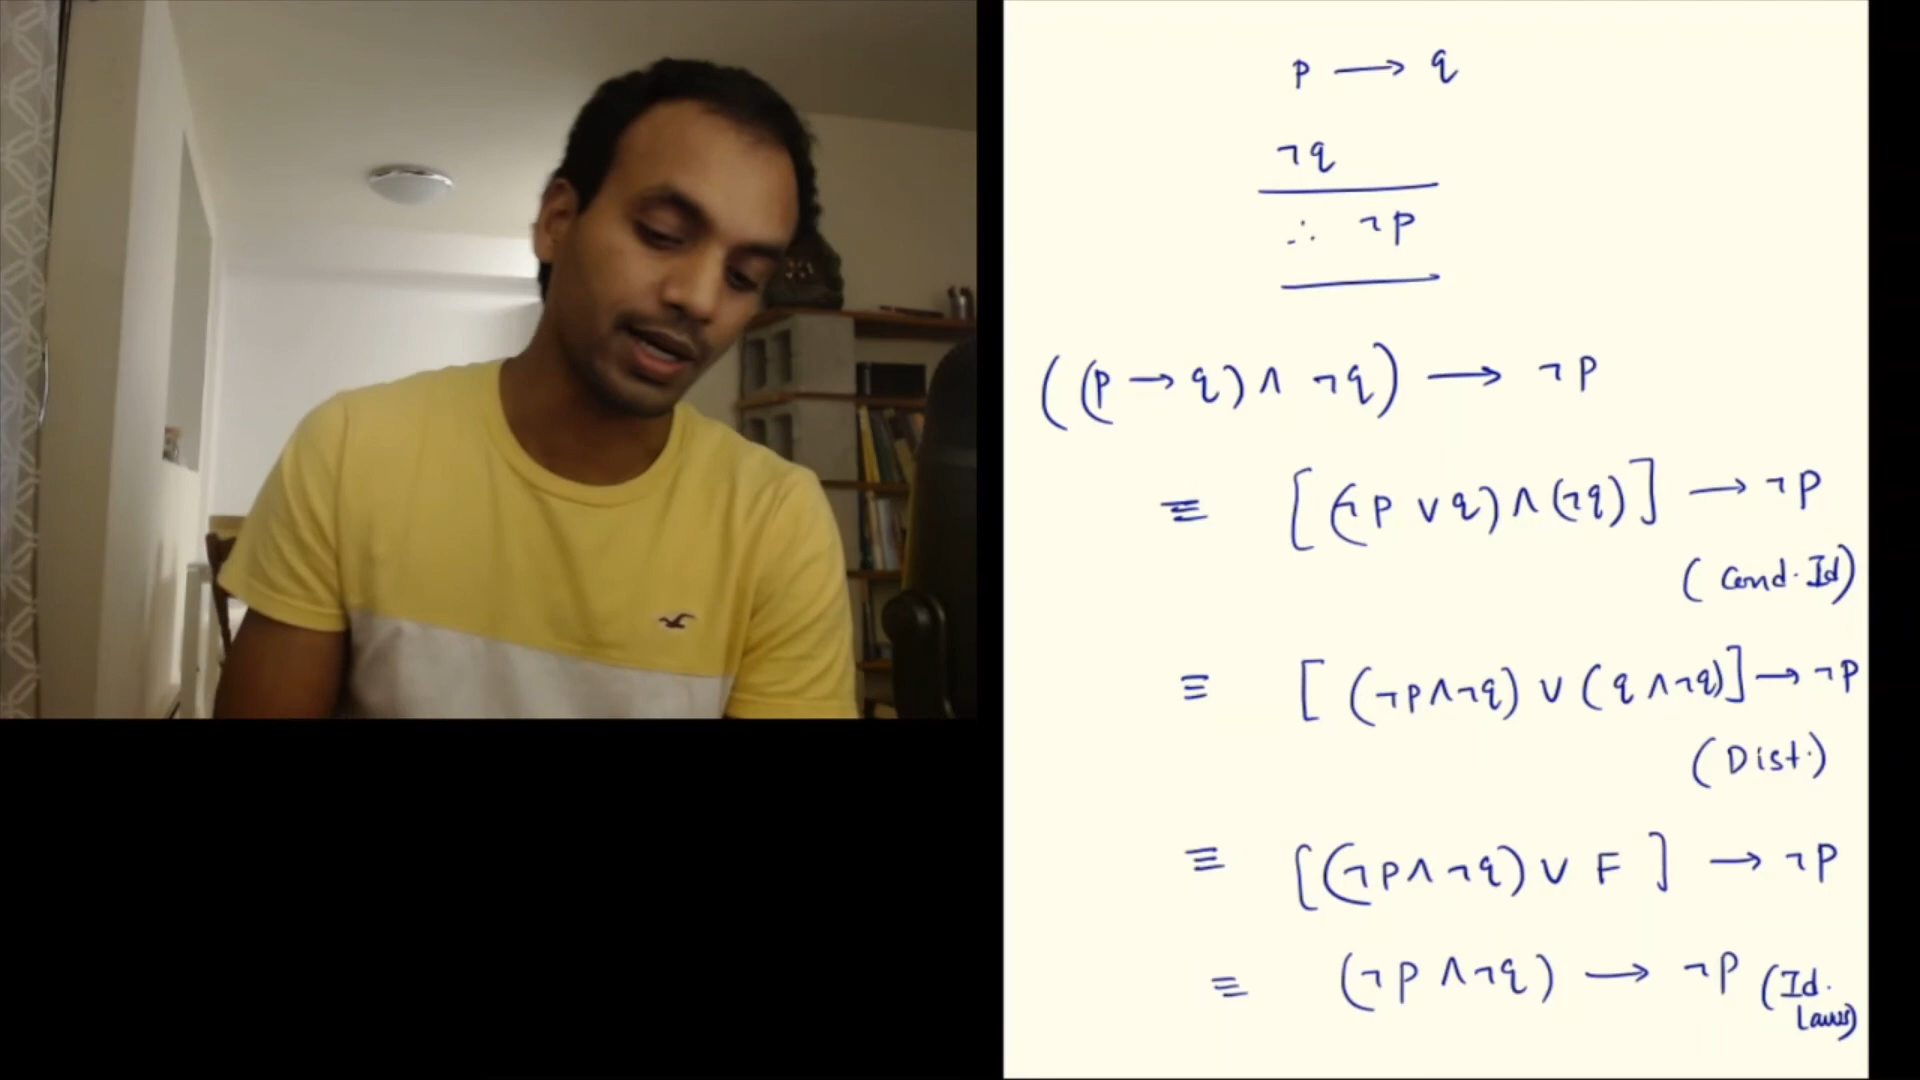 p → q
¬q
∴ ¬p
((p → q) ∧ ¬q) → ¬p
≡ [(¬p ∨ q) ∧ (¬q)] → ¬p
(Cond. Id)
≡ [(¬p ∧ ¬q) ∨ (q ∧ ¬q)] → ¬p
(Dist.)
≡ [(¬p ∧ ¬q) ∨ F] → ¬p
≡ (¬p ∧ ¬q) → ¬p (Id.
Laws)